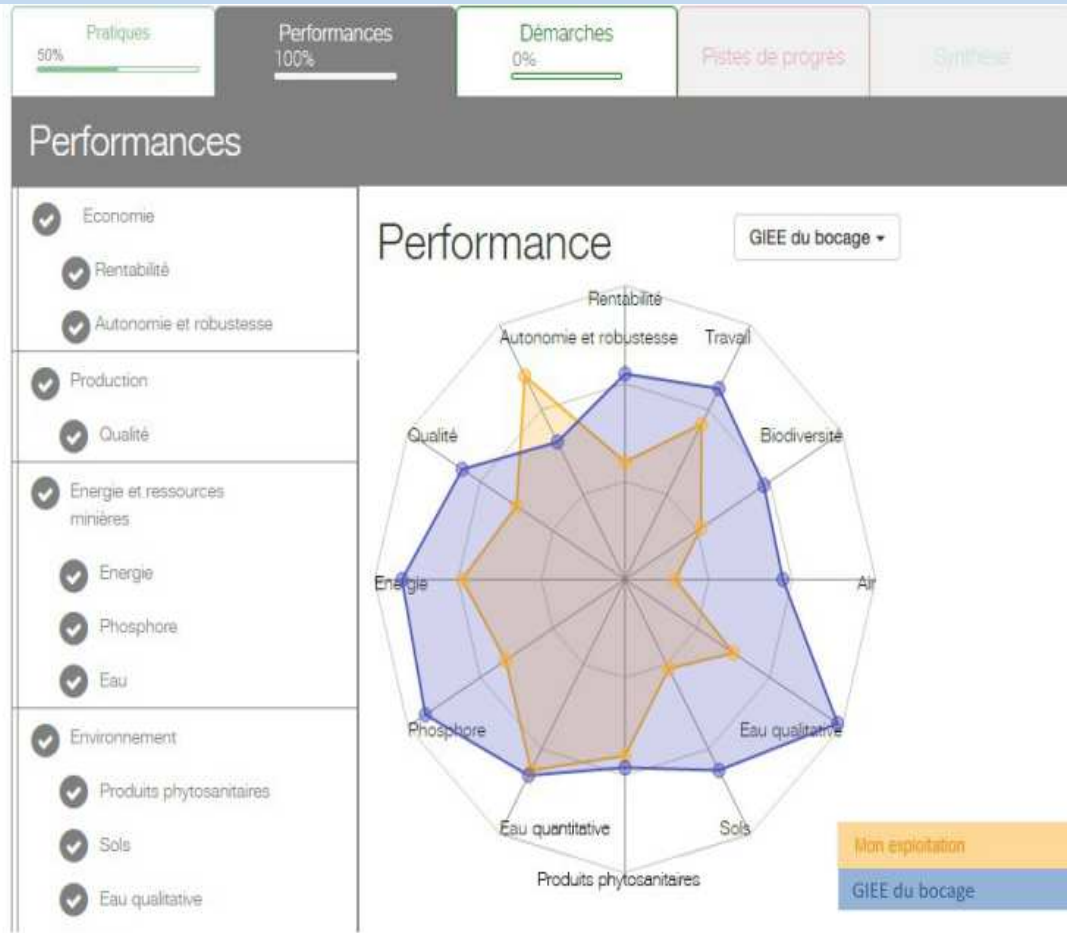 Pratiques
50%
Performances
100%
Démarches
0%
Pistes de progrès
Synthèse
Performances
Economie
Rentabilité
Autonomie et robustesse
Production
Qualité
Energie et ressources
minières
Energie
Phosphore
Eau
Environnement
Produits phytosanitaires
Sols
Eau qualitative
Performance
GIEE du bocage
Rentabilité
Autonomie et robustesse
Travail
Qualité
Biodiversité
Energie
Air
Phosphore
Eau qualitative
Eau quantitative
Sols
Produits phytosanitaires
Mon exploitation
GIEE du bocage